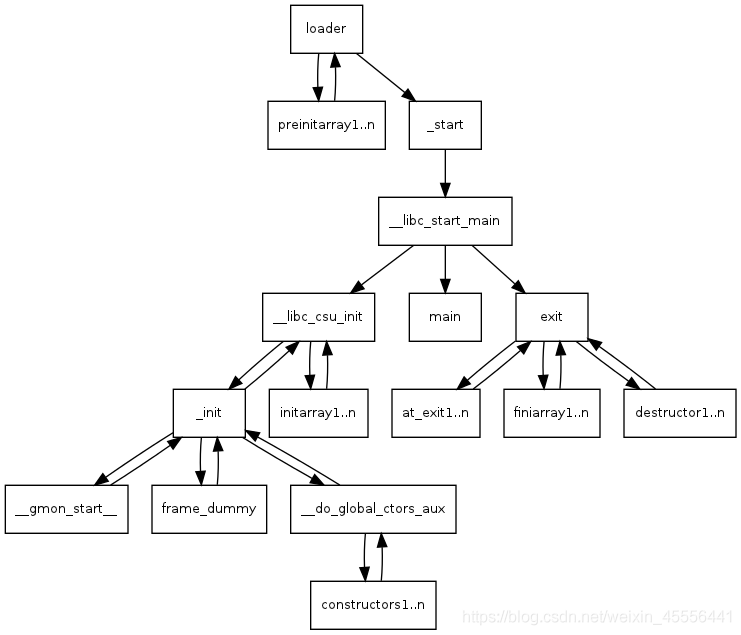 loader
preinitarray1..n
_start
__libc_start_main
__libc_csu_init
main
exit
_init
initarray1..n
at_exit1..n
finiarray1..n
destructor1..n
__gmon_start__
frame_dummy
__do_global_ctors_aux
constructors1..n
https://blog.csdn.net/weixin_45556441